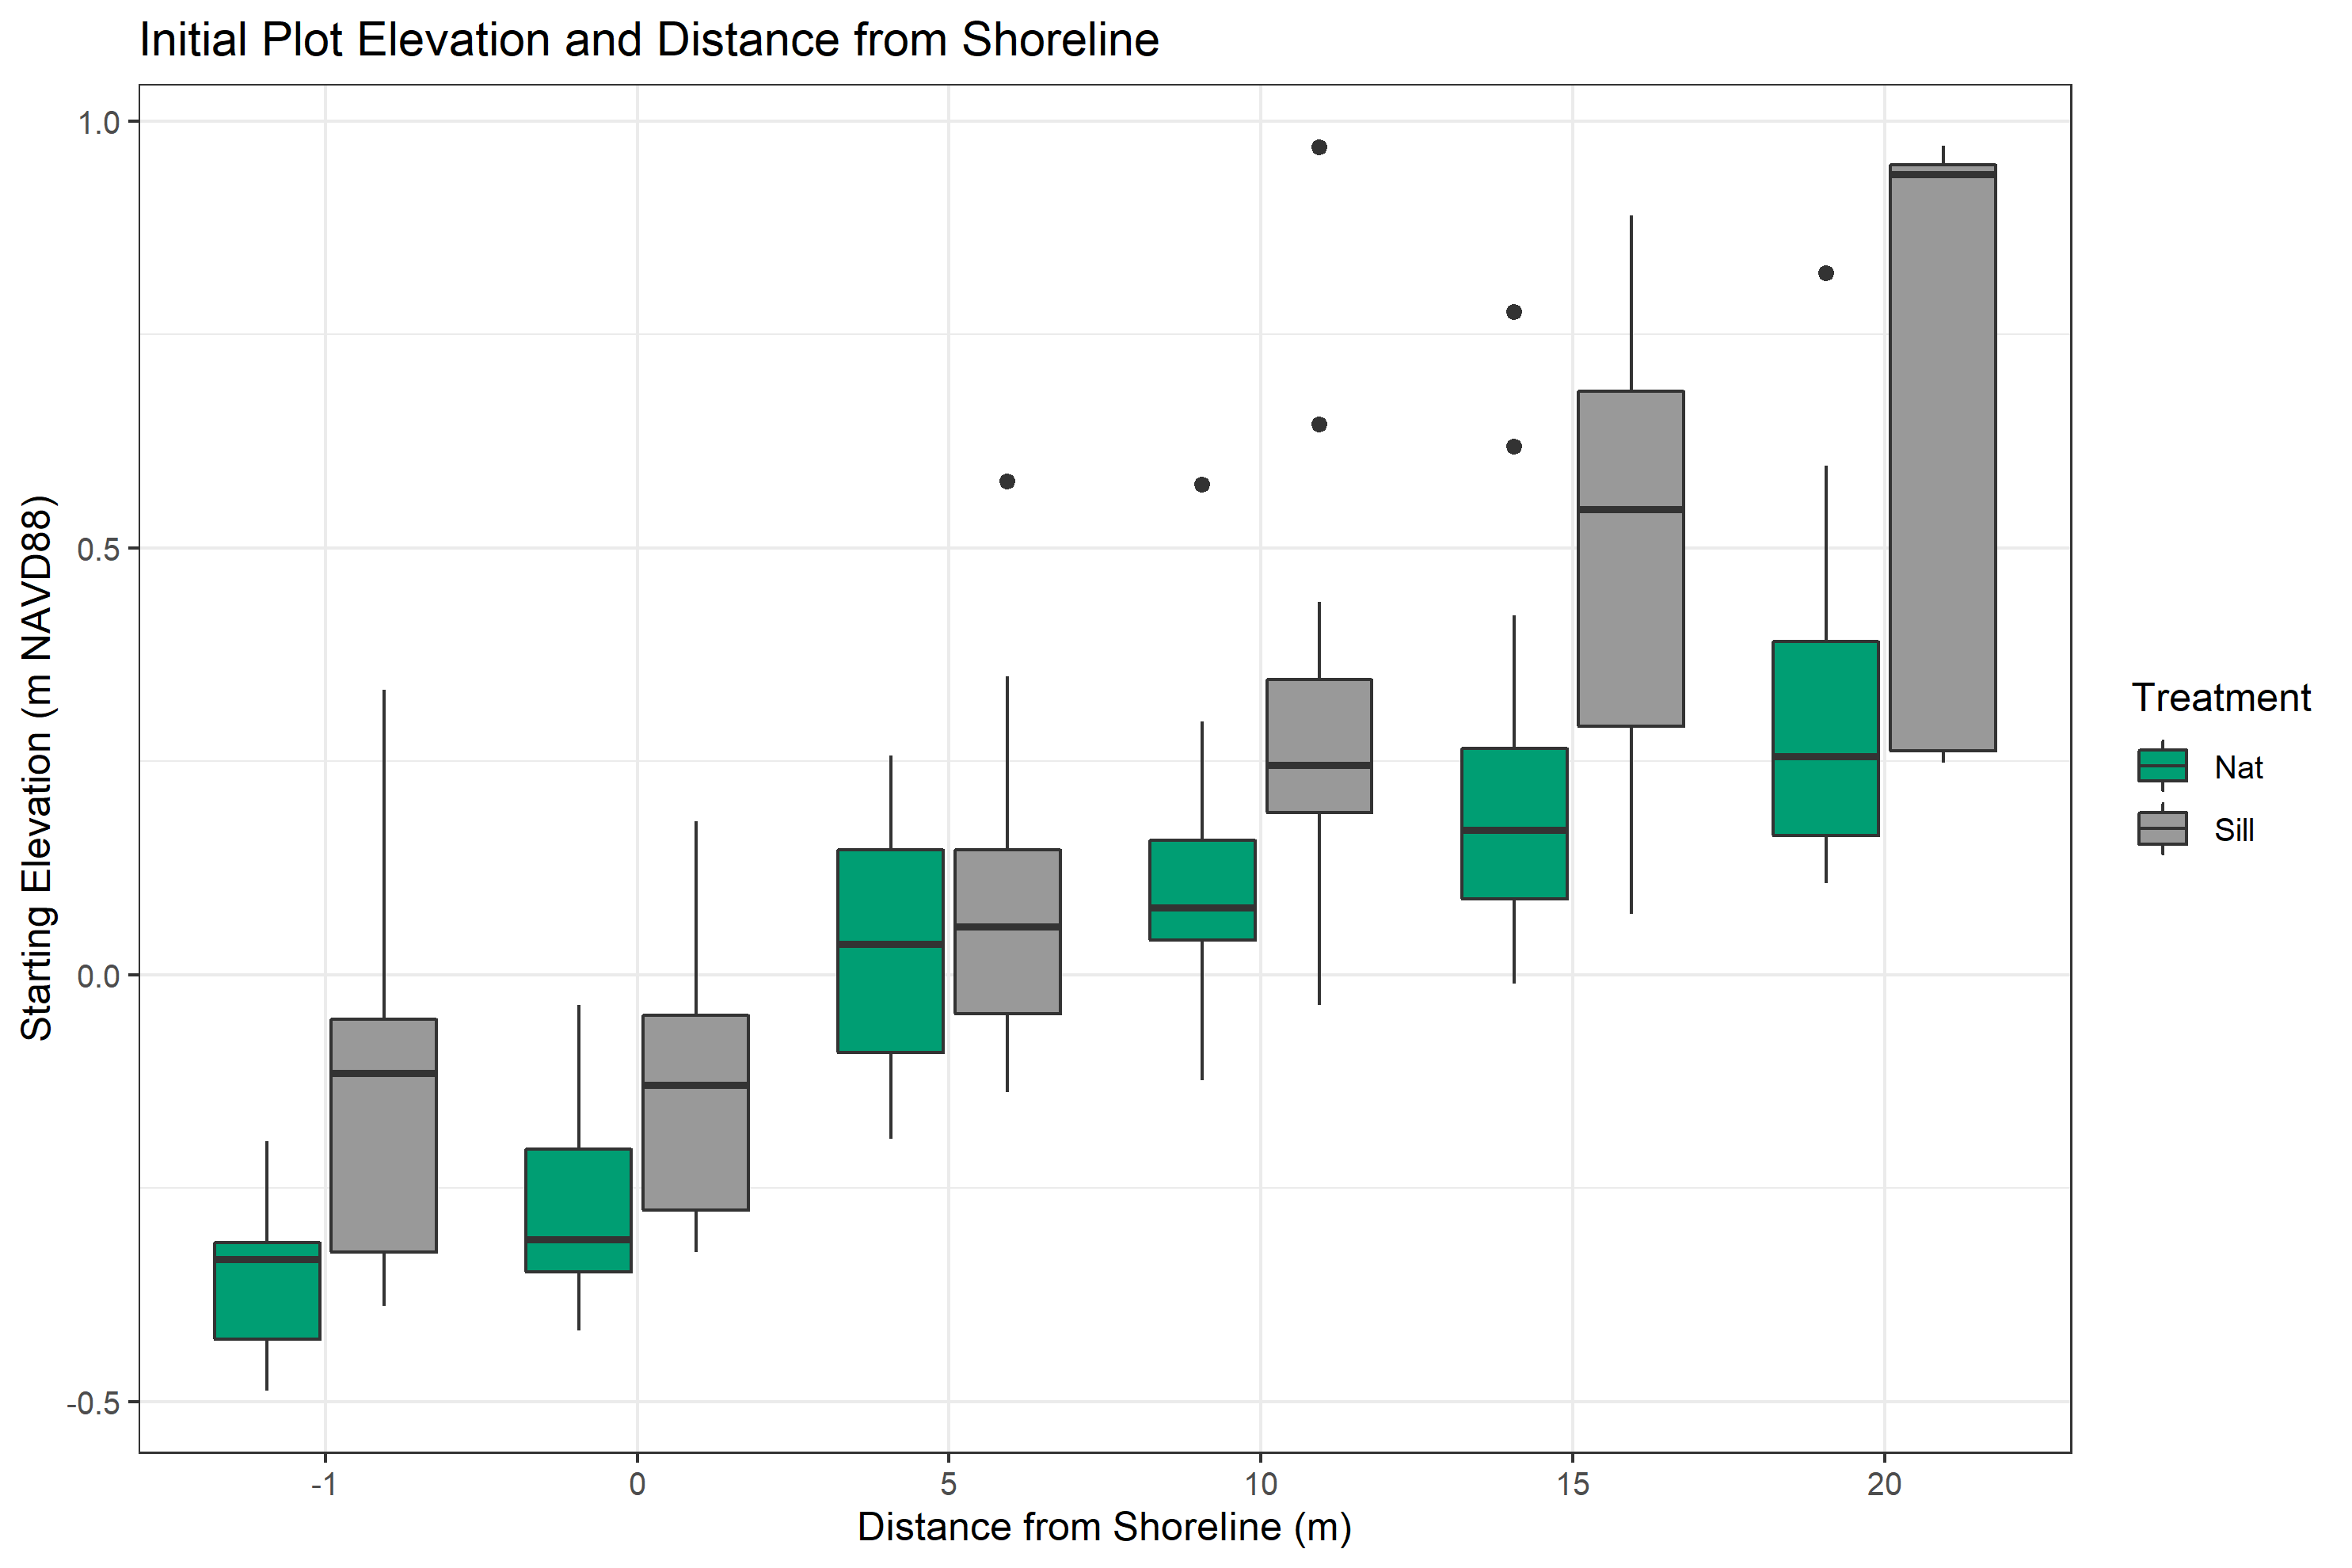 Initial Plot Elevation and Distance from Shoreline
Starting Elevation (m NAVD88)
1.0
0.5
0.0
-0.5
-1 0 5 10 15 20
Distance from Shoreline (m)
Treatment
Nat
Sill